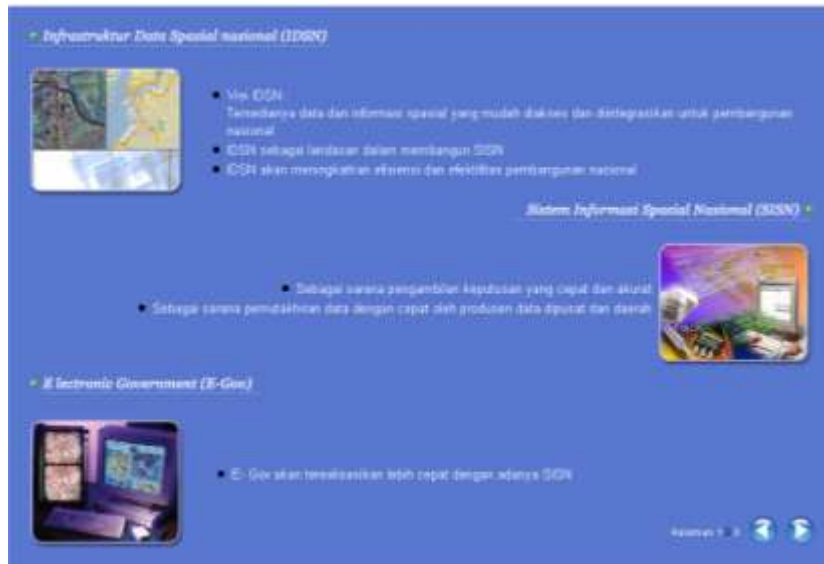 Infrastruktur Data Spasial nasional (IDSN)
Visi IDSN:
Tersedianya data dan informasi spasial yang mudah diakses dan diintegrasikan untuk pembangunan
nasional
IDSN sebagai landasan dalam membangun SISN
IDSN akan meningkatkan efisiensi dan efektifitas pembangunan nasional
Sistem Informasi Spasial Nasional (SISN)
Sebagai sarana pengambilan keputusan yang cepat dan akurat
Sebagai sarana pemutakhiran data dengan cepat oleh produsen data dipusat dan daerah
E lectronic Government (E-Gov)
E- Gov akan terealisasikan lebih cepat dengan adanya SISN
Halaman 1